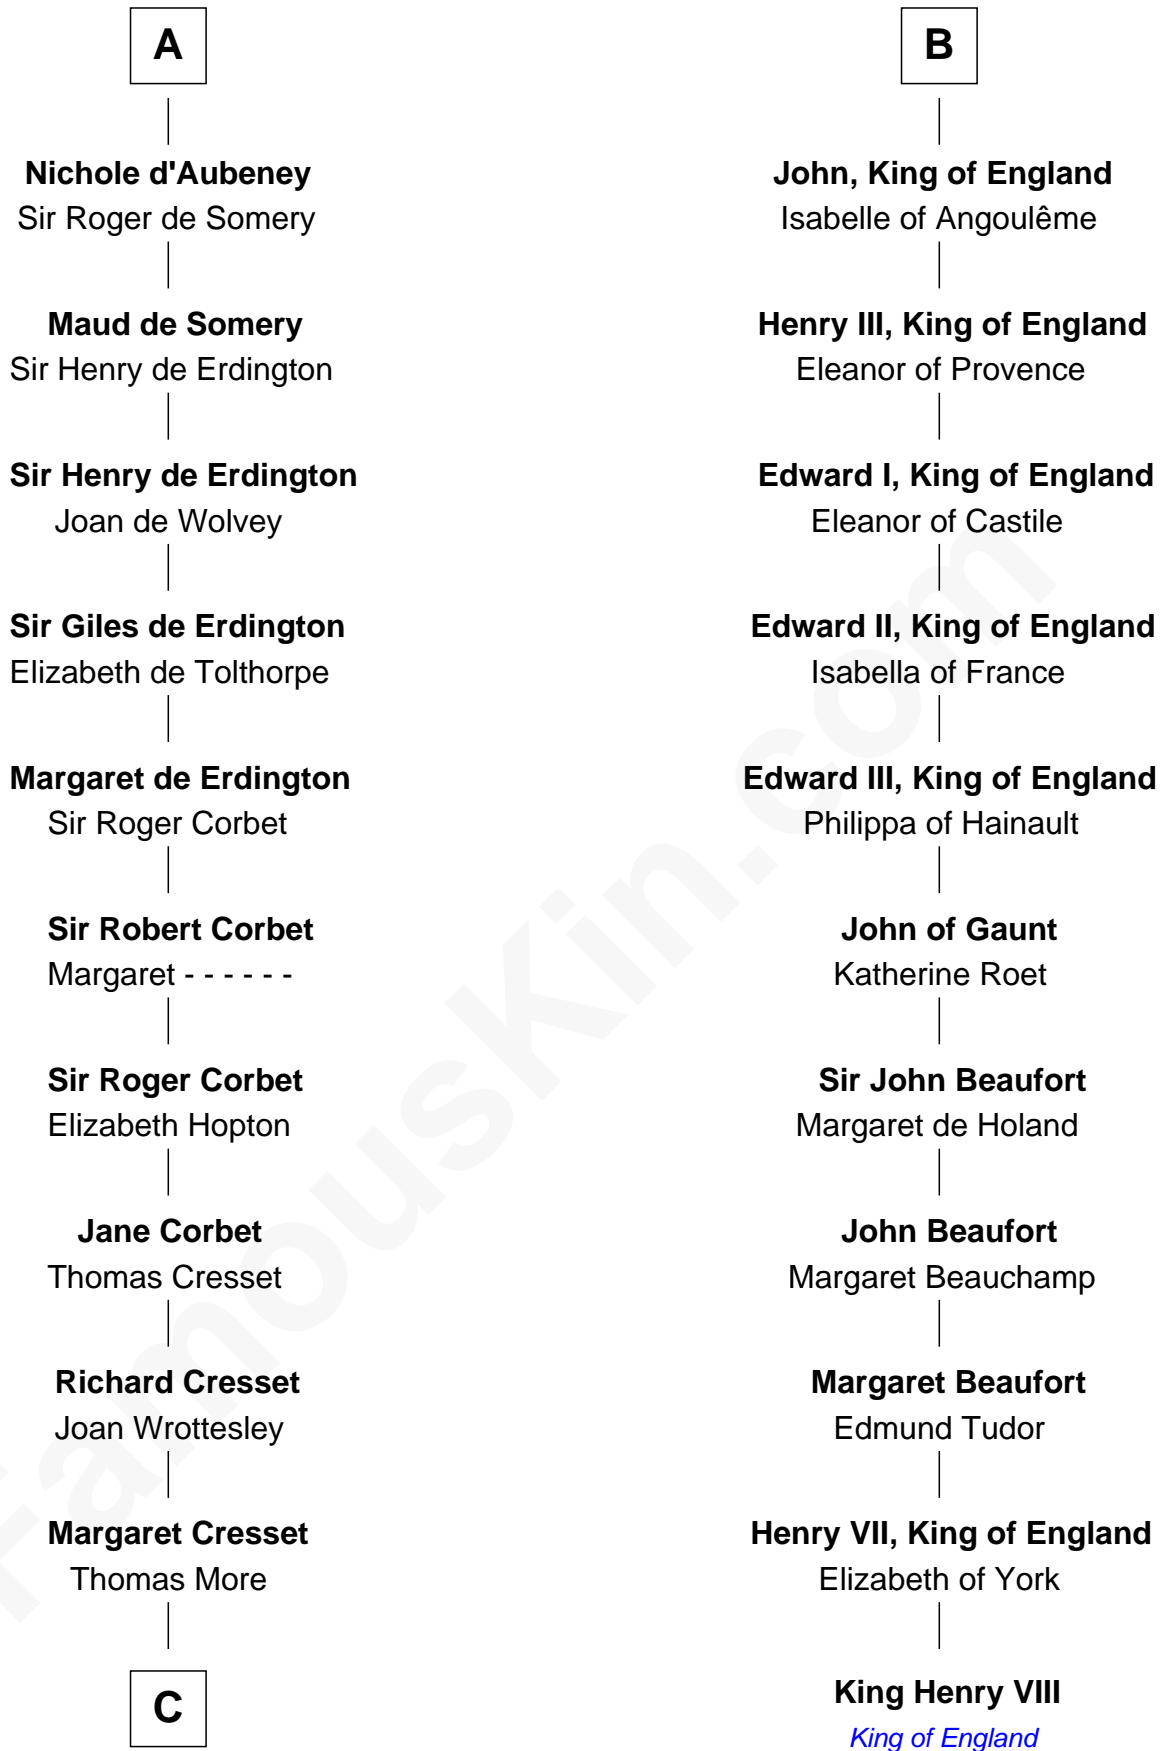 A
Nichole d'Aubeney
Sir Roger de Somery
Maud de Somery
Sir Henry de Erdington
Sir Henry de Erdington
Joan de Wolvey
Sir Giles de Erdington
Elizabeth de Tolthorpe
Margaret de Erdington
Sir Roger Corbet
Sir Robert Corbet
Margaret - - - - - -
Sir Roger Corbet
Elizabeth Hopton
Jane Corbet
Thomas Cresset
Richard Cresset
Joan Wrottesley
Margaret Cresset
Thomas More
C
B
John, King of England
Isabelle of Angoulême
Henry III, King of England
Eleanor of Provence
Edward I, King of England
Eleanor of Castile
Edward II, King of England
Isabella of France
Edward III, King of England
Philippa of Hainault
John of Gaunt
Katherine Roet
Sir John Beaufort
Margaret de Holand
John Beaufort
Margaret Beauchamp
Margaret Beaufort
Edmund Tudor
Henry VII, King of England
Elizabeth of York
King Henry VIII
King of England
FamousKin.com